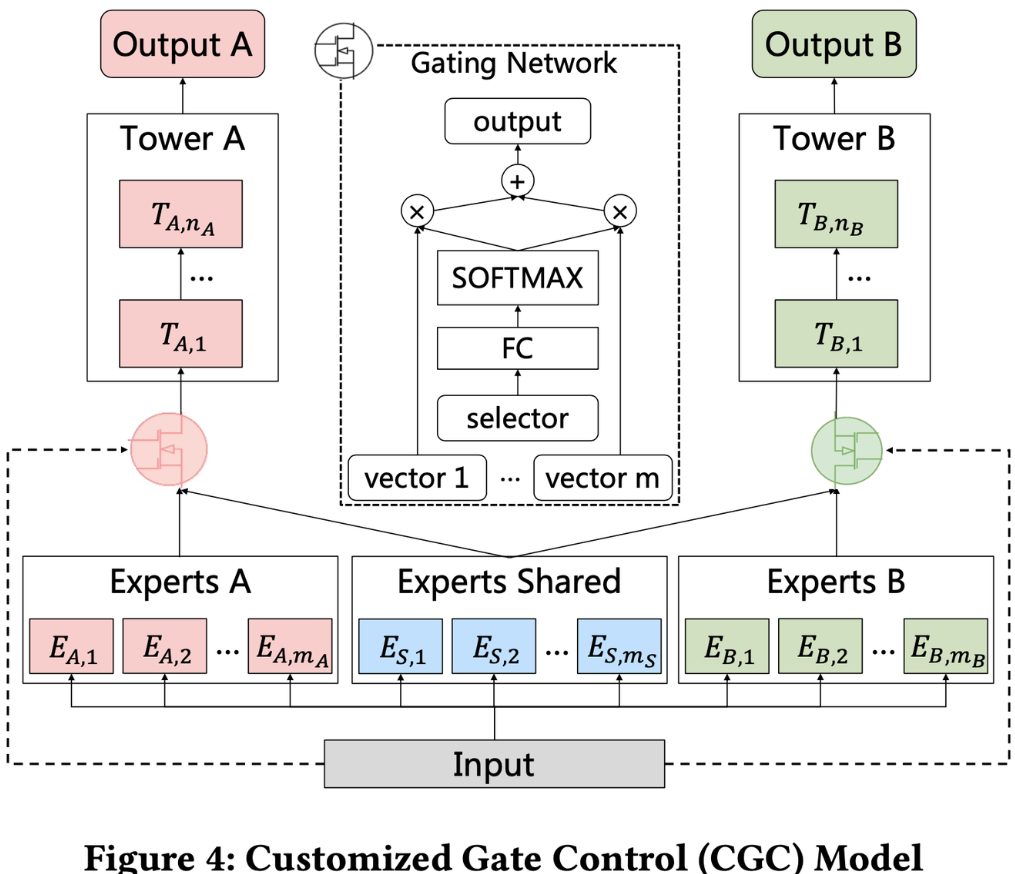 Output A
Gating Network
Output B
output
Tower A
Tower B
+
× ×
T_{A,n_A}
T_{B,n_B}
...
...
SOFTMAX
T_{A,1}
FC
T_{B,1}
selector
vector 1 ... vector m
Experts A
E_{A,1} E_{A,2} ... E_{A,m_A}
Experts Shared
E_{S,1} E_{S,2} ... E_{S,m_S}
Experts B
E_{B,1} E_{B,2} ... E_{B,m_B}
Input
Figure 4: Customized Gate Control (CGC) Model